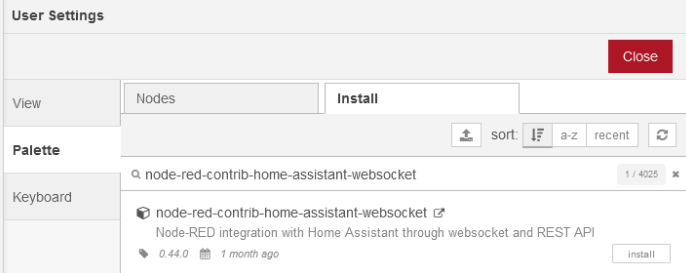 User Settings
Close
View
Nodes
Install
Palette
sort:
a-z
recent
node-red-contrib-home-assistant-websocket
1 / 4025
Keyboard
node-red-contrib-home-assistant-websocket
Node-RED integration with Home Assistant through websocket and REST API
0.44.0
1 month ago
install